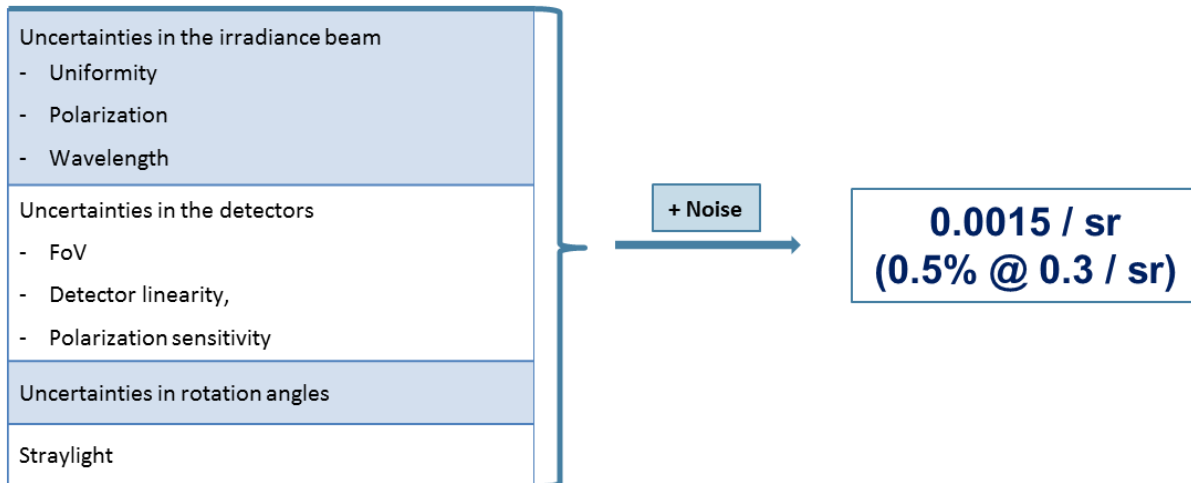 Uncertainties in the irradiance beam
- Uniformity
- Polarization
- Wavelength
Uncertainties in the detectors
- FoV
- Detector linearity,
- Polarization sensitivity
Uncertainties in rotation angles
Straylight
+ Noise
0.0015 / sr
(0.5% @ 0.3 / sr)